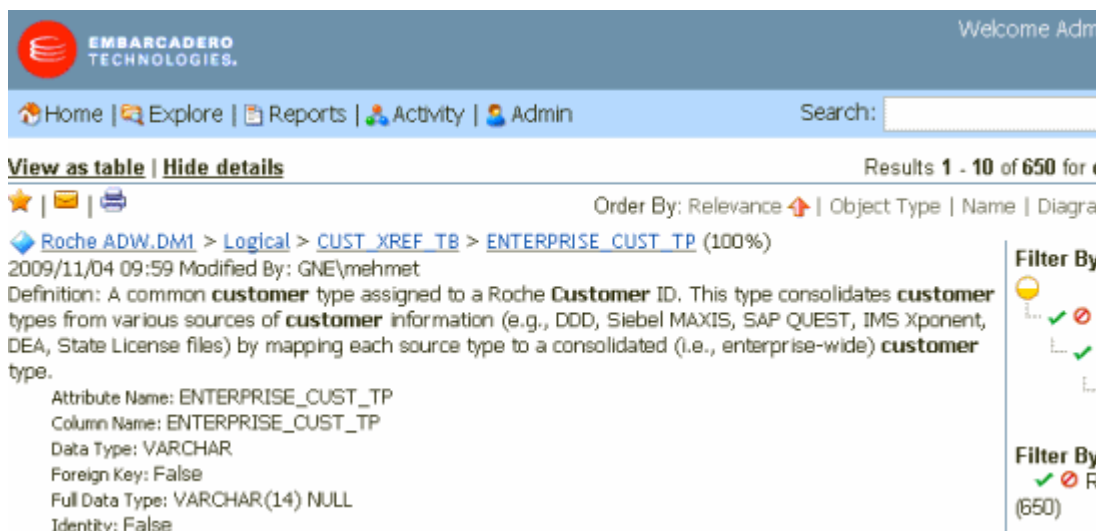 EMBARCADERO
TECHNOLOGIES.
Welcome
Home | Explore | Reports | Activity | Admin
Search:
View as table | Hide details
Results 1 - 10 of 650 for
| |
Order By: Relevance | Object Type | Name |
Roche ADW.DM1 > Logical > CUST_XREF_TB > ENTERPRISE_CUST_TP (100%)
2009/11/04 09:59 Modified By: GNE\mehmet
Definition: A common customer type assigned to a Roche Customer ID. This type consolidates customer
types from various sources of customer information (e.g., DDD, Siebel MAXIS, SAP QUEST, IMS Xponent,
DEA, State License files) by mapping each source type to a consolidated (i.e., enterprise-wide) customer
type.
Attribute Name: ENTERPRISE_CUST_TP
Column Name: ENTERPRISE_CUST_TP
Data Type: VARCHAR
Foreign Key: False
Full Data Type: VARCHAR(14) NULL
Identity: False
Filter By
Filter By
(650)